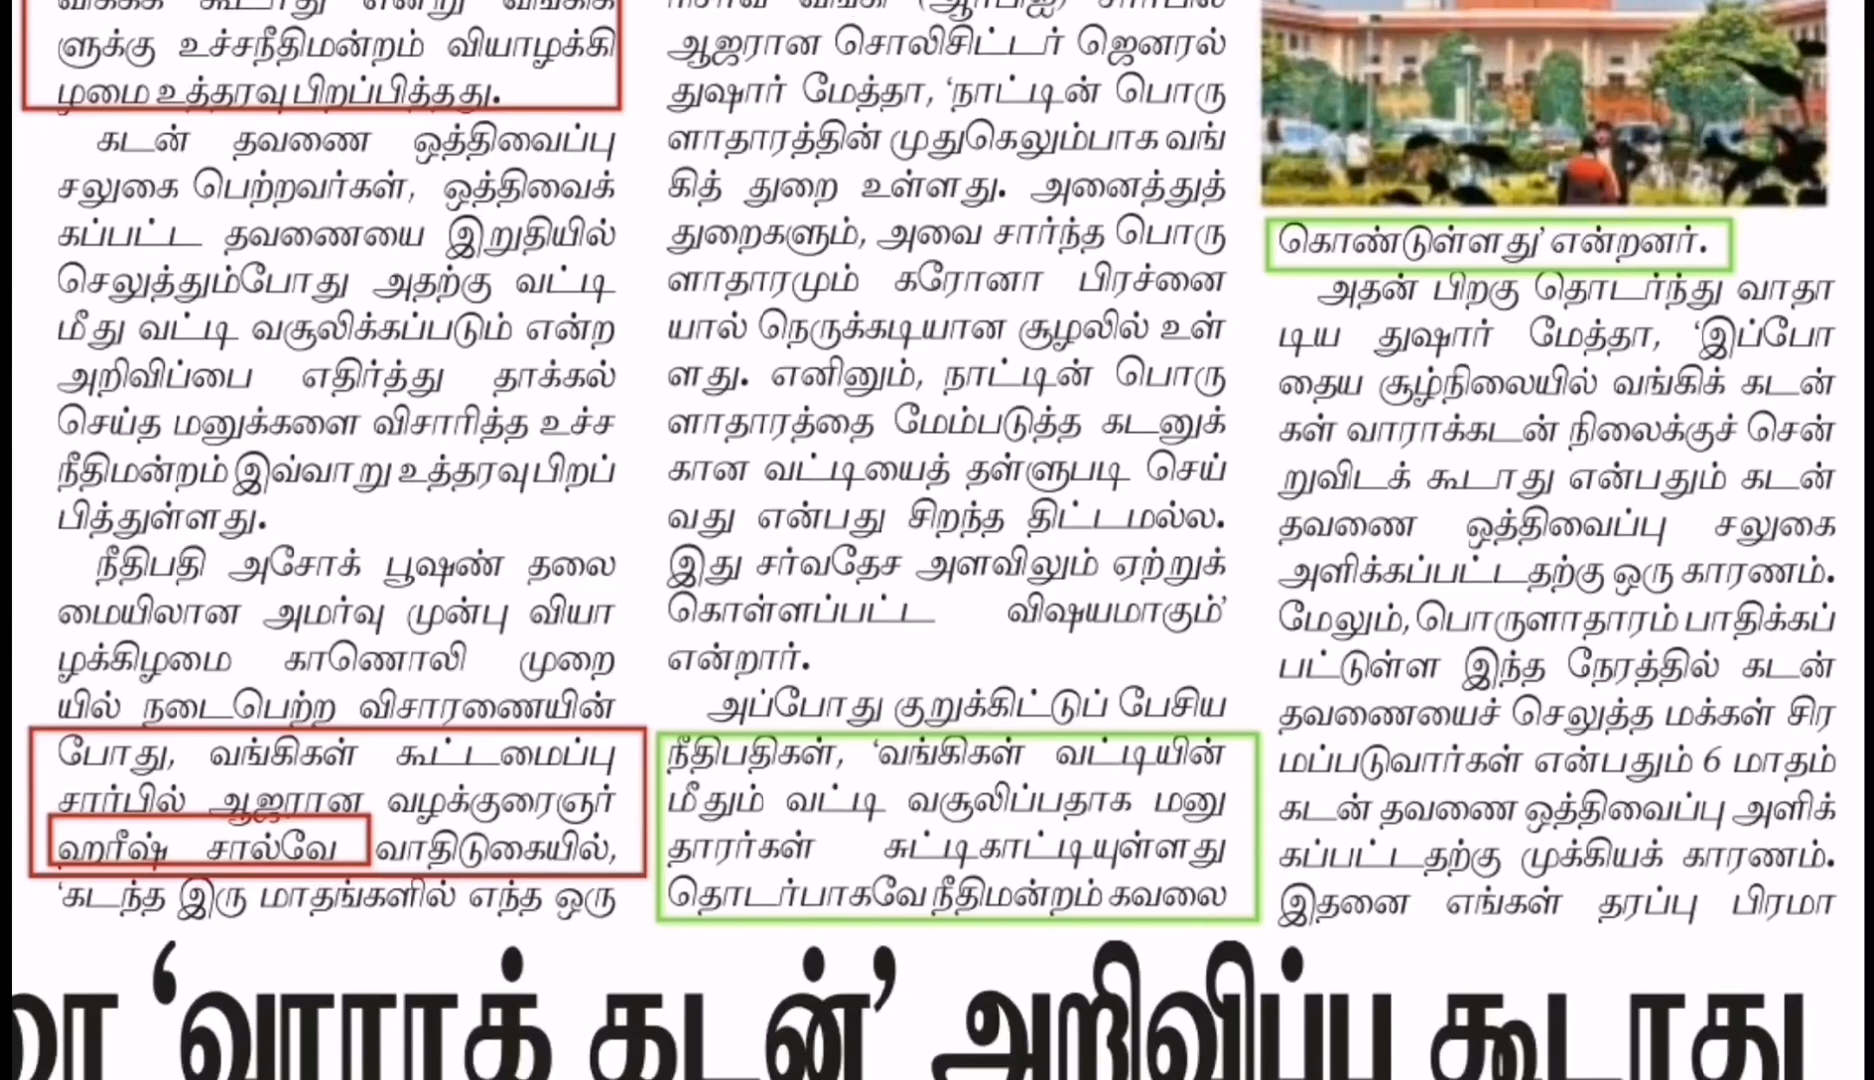 ளுக்கு உச்சநீதிமன்றம் வியாழக்கி
ழமை உத்தரவு பிறப்பித்தது.
கடன் தவணை ஒத்திவைப்பு
சலுகை பெற்றவர்கள், ஒத்திவைக்
கப்பட்ட தவணையை இறுதியில்
செலுத்தும்போது அதற்கு வட்டி
மீது வட்டி வசூலிக்கப்படும் என்ற
அறிவிப்பை எதிர்த்து தாக்கல்
செய்த மனுக்களை விசாரித்த உச்ச
நீதிமன்றம் இவ்வாறு உத்தரவு பிறப்
பித்துள்ளது.
நீதிபதி அசோக் பூஷண் தலை
மையிலான அமர்வு முன்பு வியா
ழக்கிழமை காணொலி முறை
யில் நடைபெற்ற விசாரணையின்
போது, வங்கிகள் கூட்டமைப்பு
சார்பில் ஆஜரான வழக்குரைஞர்
ஹரீஷ் சால்வே வாதிடுகையில்,
‘கடந்த இரு மாதங்களில் எந்த ஒரு
ரிசர்வ் வங்கி (ஆர்பிஐ) சார்பில்
ஆஜரான சொலிசிட்டர் ஜெனரல்
துஷார் மேத்தா, ‘நாட்டின் பொரு
ளாதாரத்தின் முதுகெலும்பாக வங்
கித் துறை உள்ளது. அனைத்துத்
துறைகளும், அவை சார்ந்த பொரு
ளாதாரமும் கரோனா பிரச்னை
யால் நெருக்கடியான சூழலில் உள்
ளது. எனினும், நாட்டின் பொரு
ளாதாரத்தை மேம்படுத்த கடனுக்
கான வட்டியைத் தள்ளுபடி செய்
வது என்பது சிறந்த திட்டமல்ல.
இது சர்வதேச அளவிலும் ஏற்றுக்
கொள்ளப்பட்ட விஷயமாகும்’
என்றார்.
அப்போது குறுக்கிட்டுப் பேசிய
நீதிபதிகள், ‘வங்கிகள் வட்டியின்
மீதும் வட்டி வசூலிப்பதாக மனு
தாரர்கள் சுட்டிகாட்டியுள்ளது
தொடர்பாகவே நீதிமன்றம் கவலை
கொண்டுள்ளது’ என்றனர்.
அதன் பிறகு தொடர்ந்து வாதா
டிய துஷார் மேத்தா, ‘இப்போ
தைய சூழ்நிலையில் வங்கிக் கடன்
கள் வாராக்கடன் நிலைக்குச் சென்
றுவிடக் கூடாது என்பதும் கடன்
தவணை ஒத்திவைப்பு சலுகை
அளிக்கப்பட்டதற்கு ஒரு காரணம்.
மேலும், பொருளாதாரம் பாதிக்கப்
பட்டுள்ள இந்த நேரத்தில் கடன்
தவணையைச் செலுத்த மக்கள் சிர
மப்படுவார்கள் என்பதும் 6 மாதம்
கடன் தவணை ஒத்திவைப்பு அளிக்
கப்பட்டதற்கு முக்கியக் காரணம்.
இதனை எங்கள் தரப்பு பிரமா
‘வாராக் கடன்’ அறிவிப்பு கூடாது